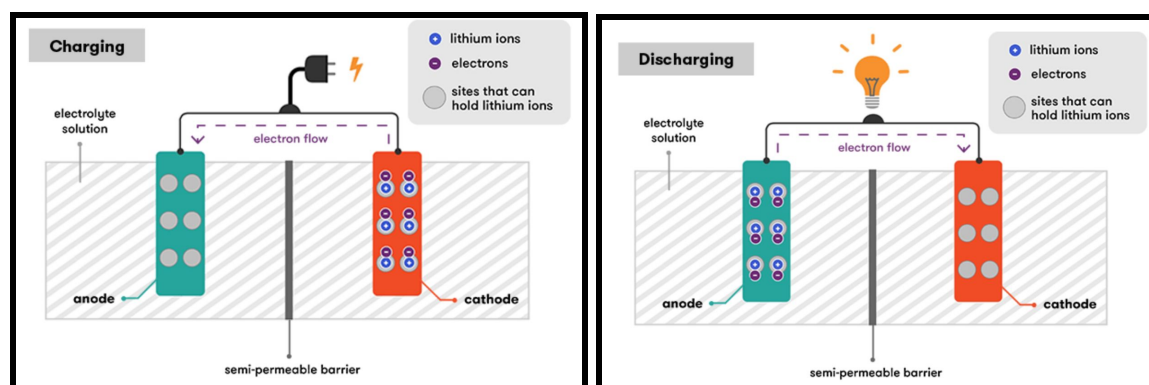 Charging
lithium ions
electrons
sites that can
hold lithium ions
electrolyte
solution
electron flow
anode
cathode
semi-permeable barrier
Discharging
lithium ions
electrons
sites that can
hold lithium ions
electrolyte
solution
electron flow
anode
cathode
semi-permeable barrier